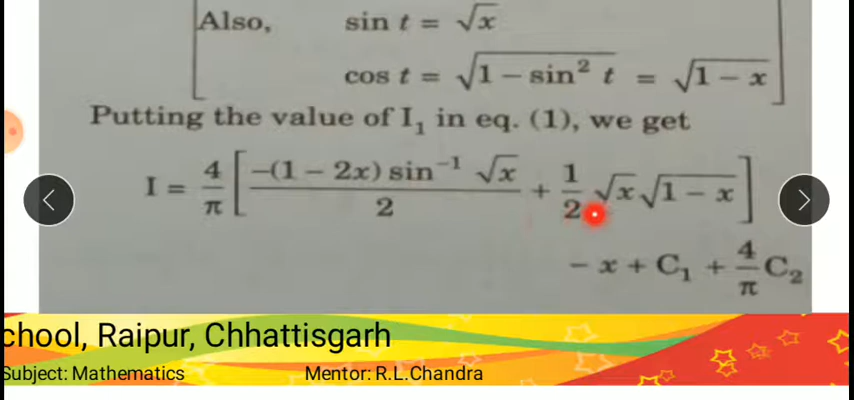 Also, sin t = √x
cos t = √(1 – sin² t) = √(1 – x)
Putting the value of I₁ in eq. (1), we get
I = 4/π [ –(1 – 2x) sin⁻¹ √x / 2 + 1/2 √x √(1 – x) ]
– x + C₁ + 4/π C₂
chool, Raipur, Chhattisgarh
Subject: Mathematics Mentor: R.L.Chandra